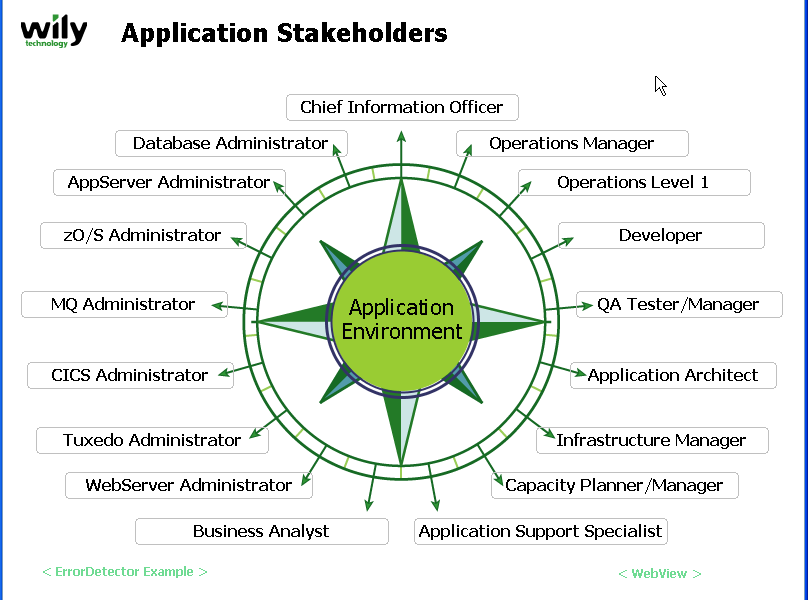 wily
technology
Application Stakeholders
Chief Information Officer
Database Administrator
Operations Manager
AppServer Administrator
Operations Level 1
zO/S Administrator
Developer
MQ Administrator
QA Tester/Manager
Application
Environment
CICS Administrator
Application Architect
Tuxedo Administrator
Infrastructure Manager
WebServer Administrator
Capacity Planner/Manager
Business Analyst
Application Support Specialist
< ErrorDetector Example >
< WebView >